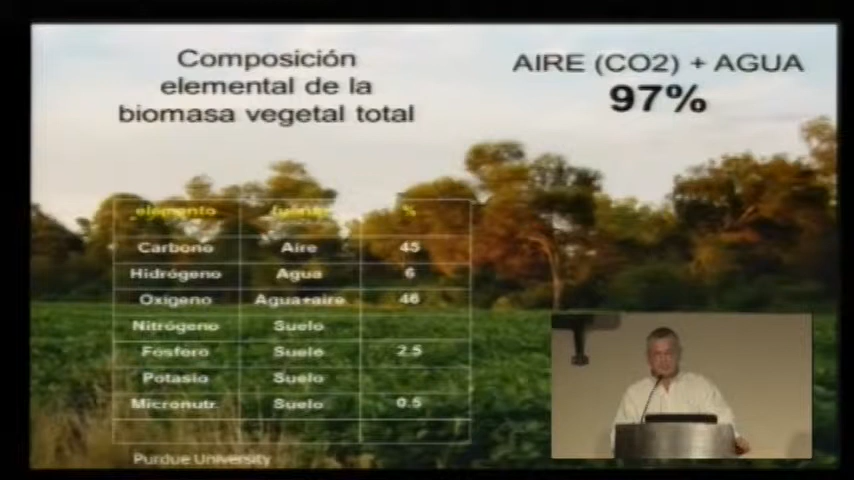 Composición
elemental de la
biomasa vegetal total
AIRE (CO2) + AGUA
97%
elemento fuente %
Carbono Aire 45
Hidrógeno Agua 6
Oxígeno Agua+aire 46
Nitrógeno Suelo
Fosforo Suelo 2.5
Potasio Suelo
Micronutr. Suelo 0.5
Purdue University